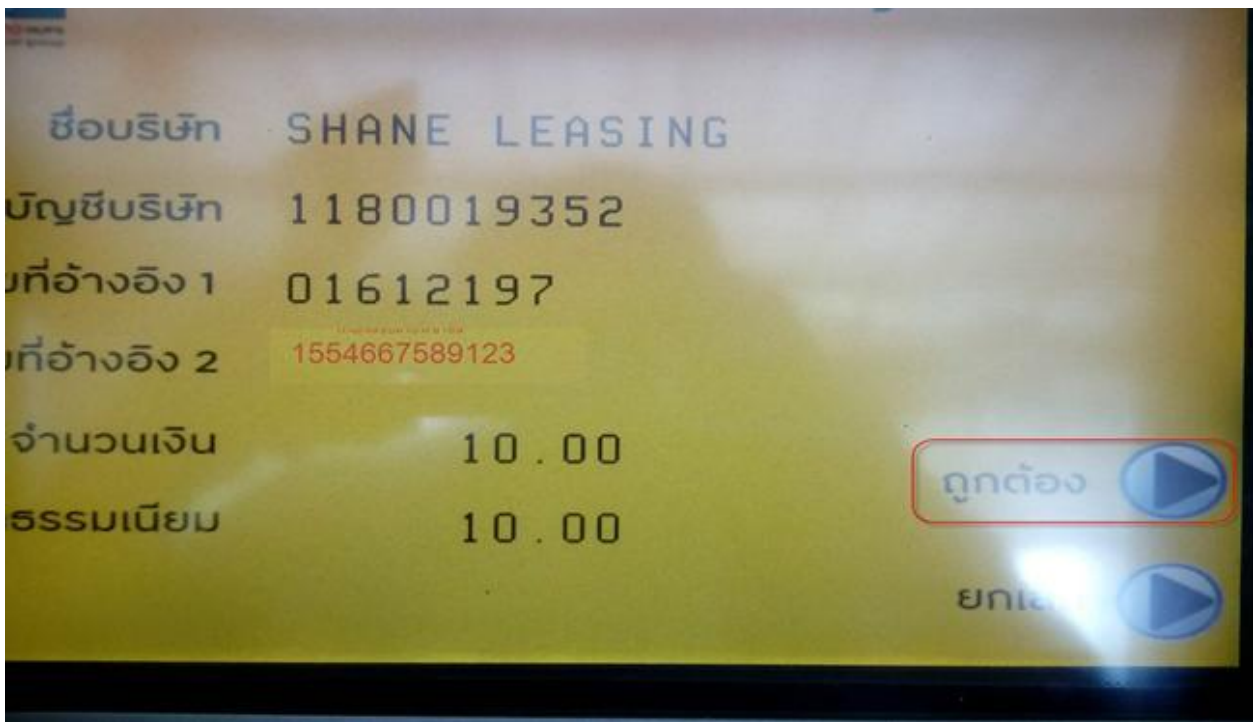 ชื่อบริษัท SHANE LEASING
บัญชีบริษัท 1180019352
ที่อ้างอิง 1 01612197
ที่อ้างอิง 2 1554667589123
จำนวนเงิน 10.00
ธรรมเนียม 10.00
ถูกต้อง